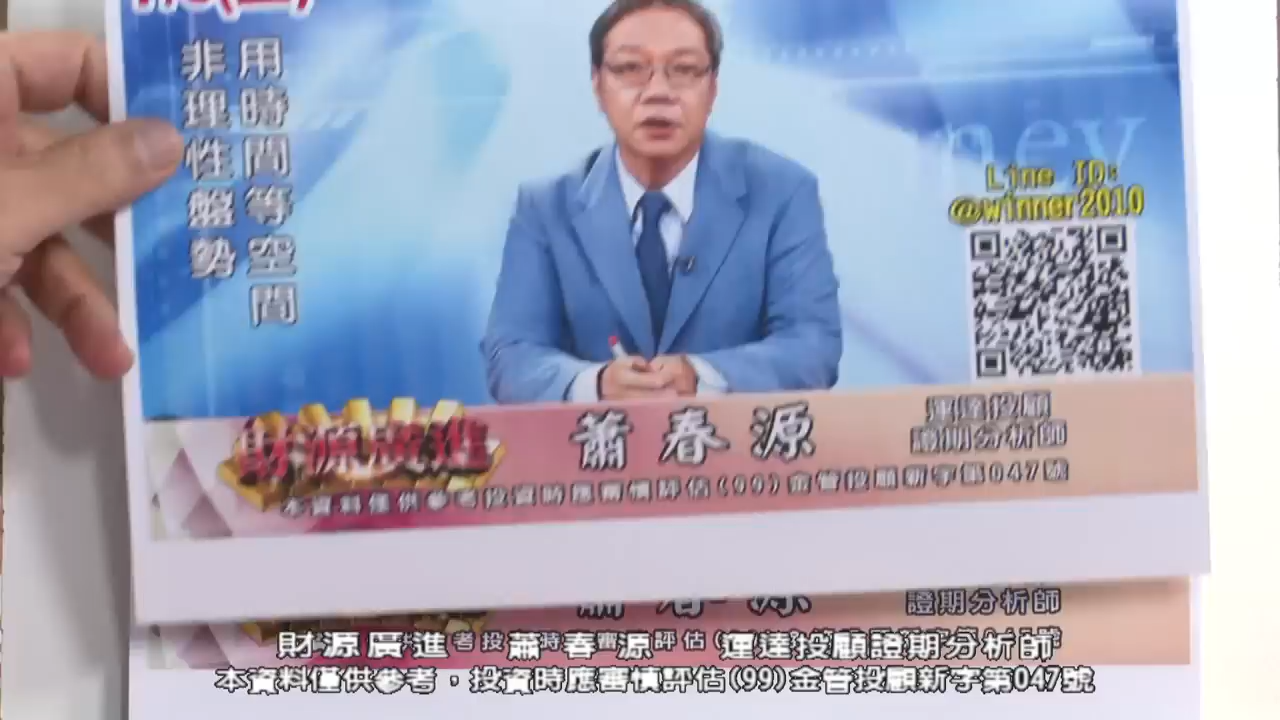 用時間等空間
非理性盤勢
ney
Line ID:
@winner2010
財源廣進
蕭春源
運達投顧
證期分析師
本資料僅供參考投資時應審慎評估(99)金管投顧新字第047號
蕭春源
證期分析師
財源廣進 蕭春源 運達投顧證期分析師
本資料僅供參考，投資時應審慎評估(99)金管投顧新字第047號